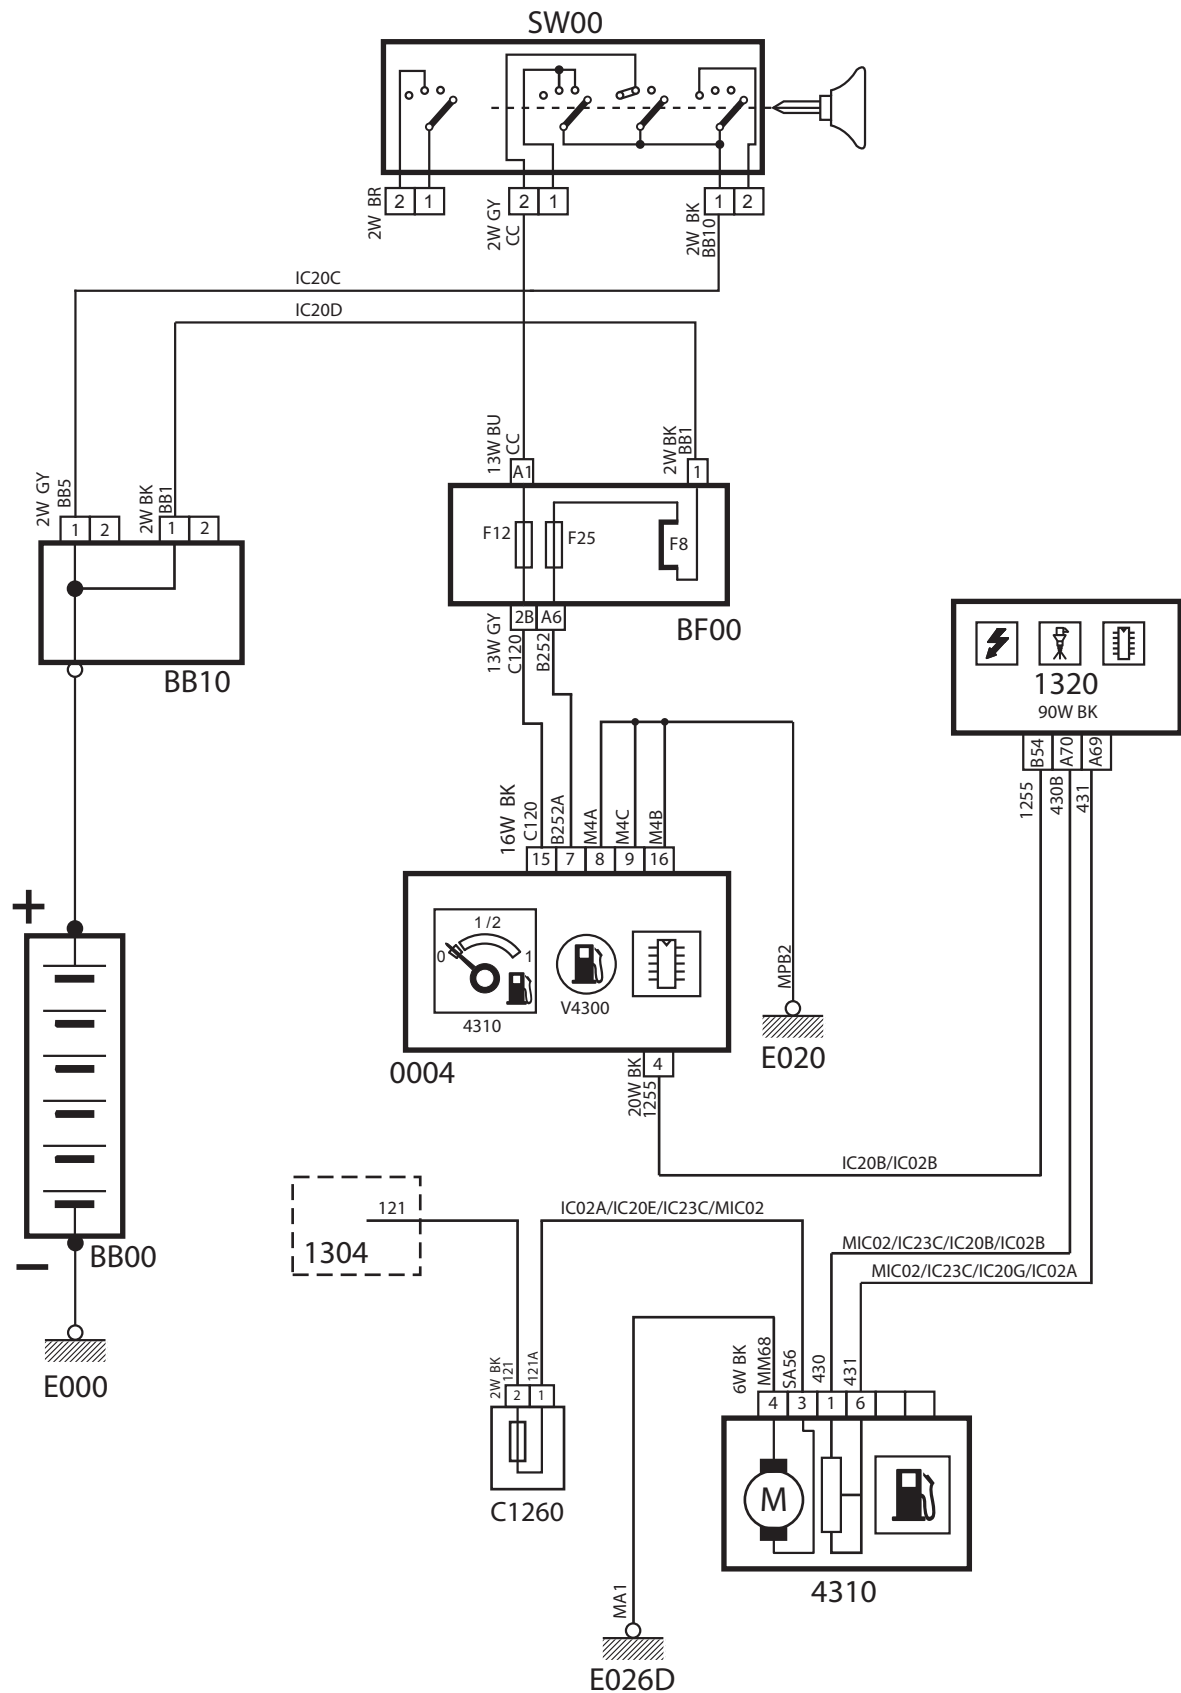 SW00
2W BR
2
1
2W GY
CC
2
1
2W BK
BB10
1
2
IC20C
IC20D
2W GY
BB5
1
2
2W BK
BB1
1
2
BB10
13W BU
CC
A1
2W BK
BB1
1
F12
F25
F8
2B
A6
BF00
13W GY
C120
B252
1320
90W BK
B54
A70
A69
1255
430B
431
16W BK
C120
B252A
M4A
M4C
M4B
15
7
8
9
16
0
1/2
1
4310
V4300
0004
MPB2
E020
4
20W BK
1255
IC20B/IC02B
+
BB00
–
E000
121
1304
IC02A/IC20E/IC23C/MIC02
MIC02/IC23C/IC20B/IC02B
MIC02/IC23C/IC20G/IC02A
2W BK
121
121A
2
1
C1260
6W BK
MM68
SA56
430
431
4
3
1
6
M
4310
MA1
E026D